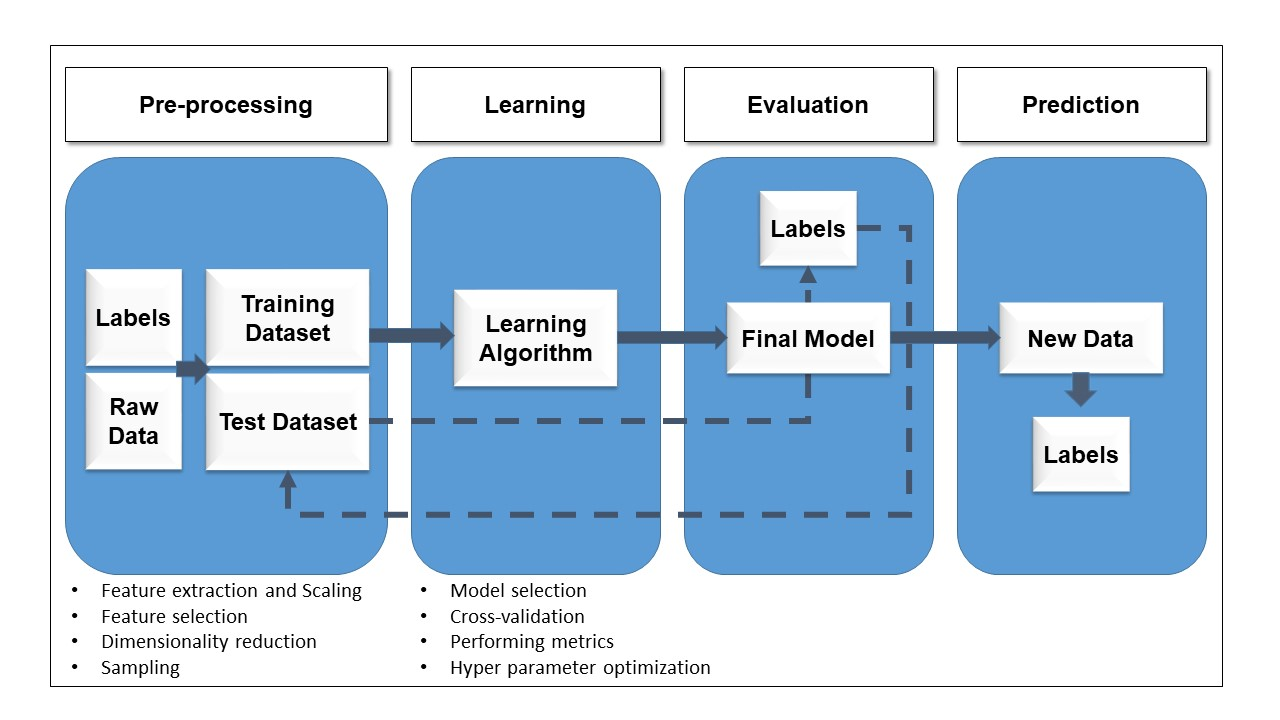 Pre-processing
Learning
Evaluation
Prediction
Labels
Raw
Data
Training
Dataset
Test Dataset
Learning
Algorithm
Labels
Final Model
New Data
Labels
• Feature extraction and Scaling
• Feature selection
• Dimensionality reduction
• Sampling
• Model selection
• Cross-validation
• Performing metrics
• Hyper parameter optimization